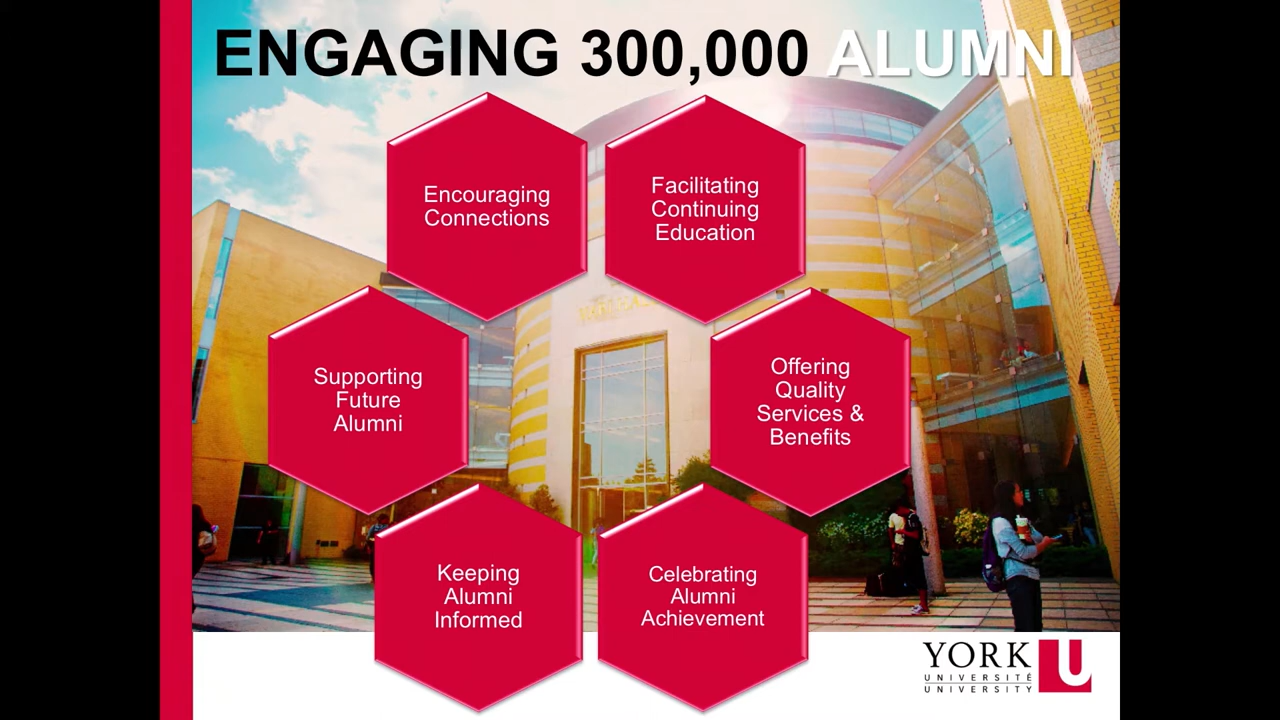 ENGAGING 300,000 ALUMNI
Encouraging
Connections
Facilitating
Continuing
Education
Supporting
Future
Alumni
Offering
Quality
Services &
Benefits
Keeping
Alumni
Informed
Celebrating
Alumni
Achievement
YORK U
UNIVERSITÉ
UNIVERSITY